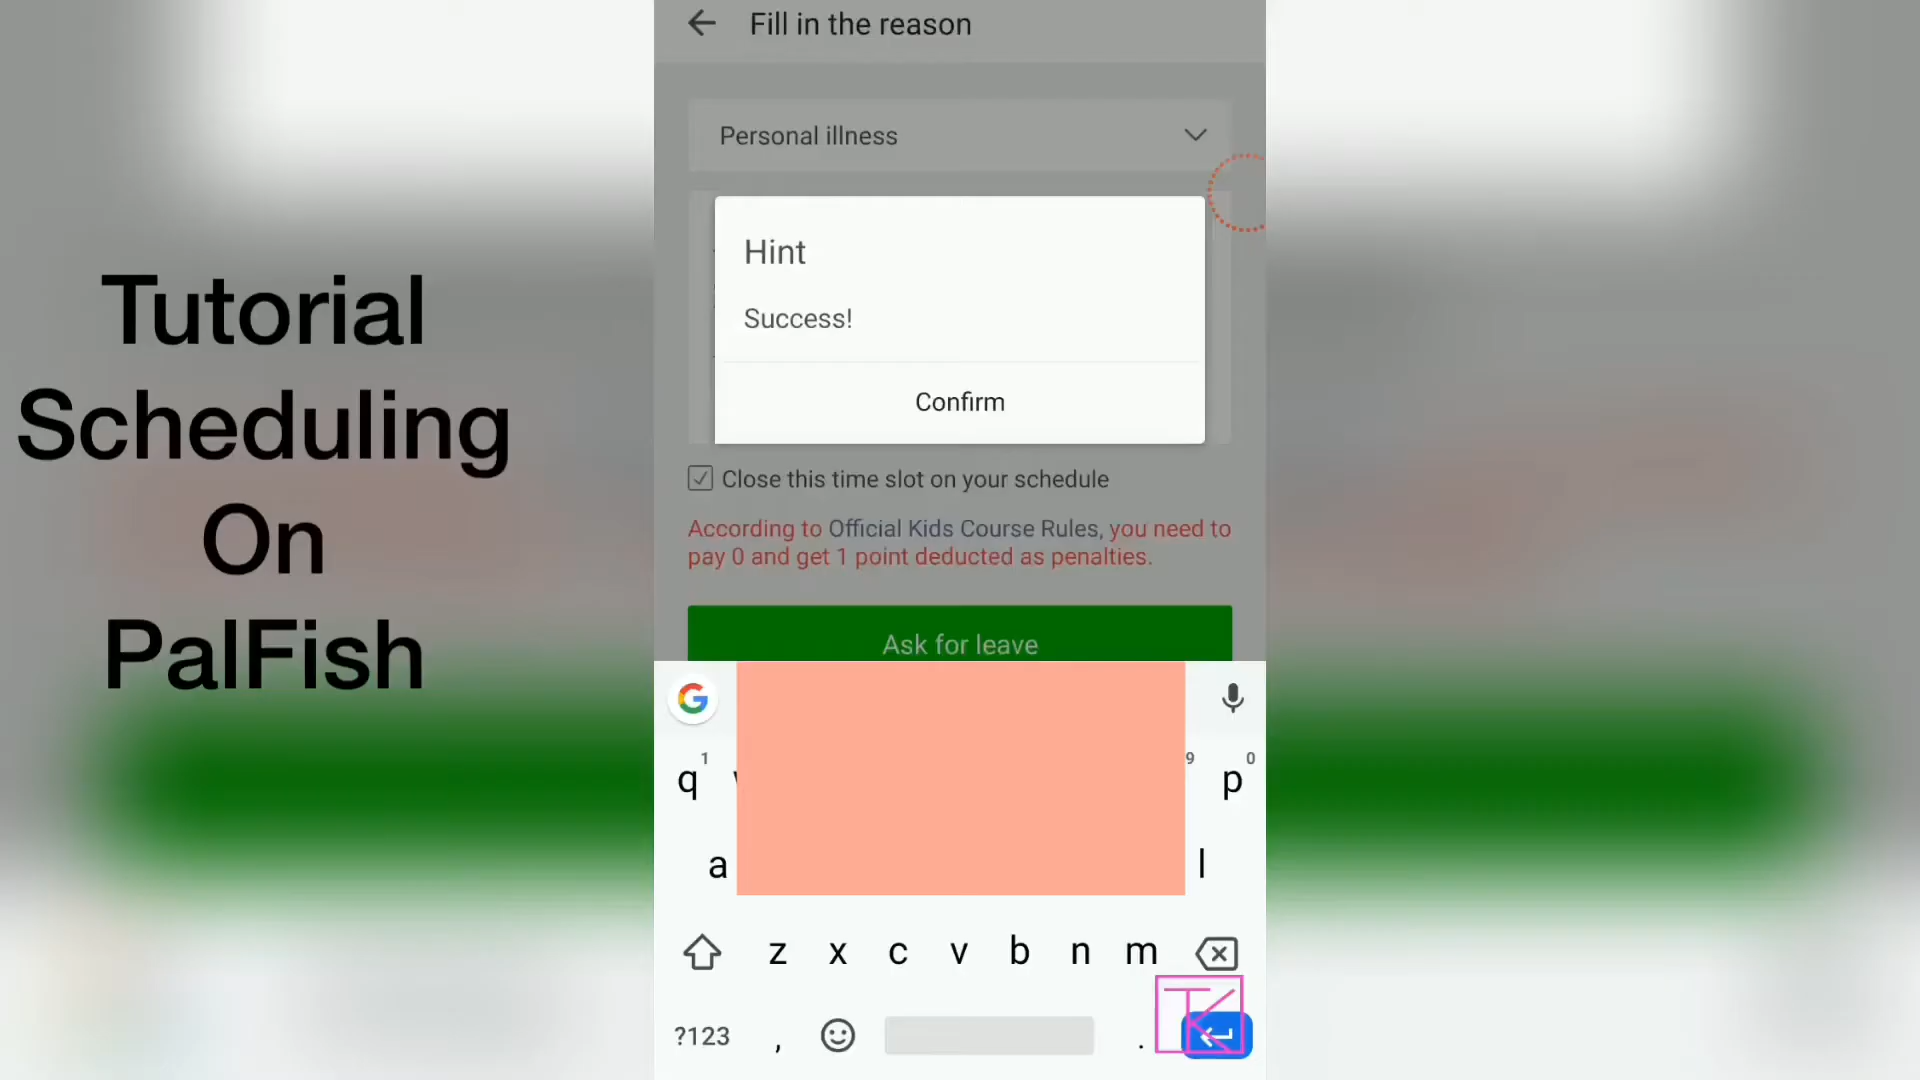 Tutorial
Scheduling
On
PalFish
Fill in the reason
Personal illness
Hint
Success!
Confirm
Close this time slot on your schedule
According to Official Kids Course Rules, you need to
pay 0 and get 1 point deducted as penalties.
Ask for leave
G
1 9 0
q p
a l
z x c v b n m
TK
?123 , .